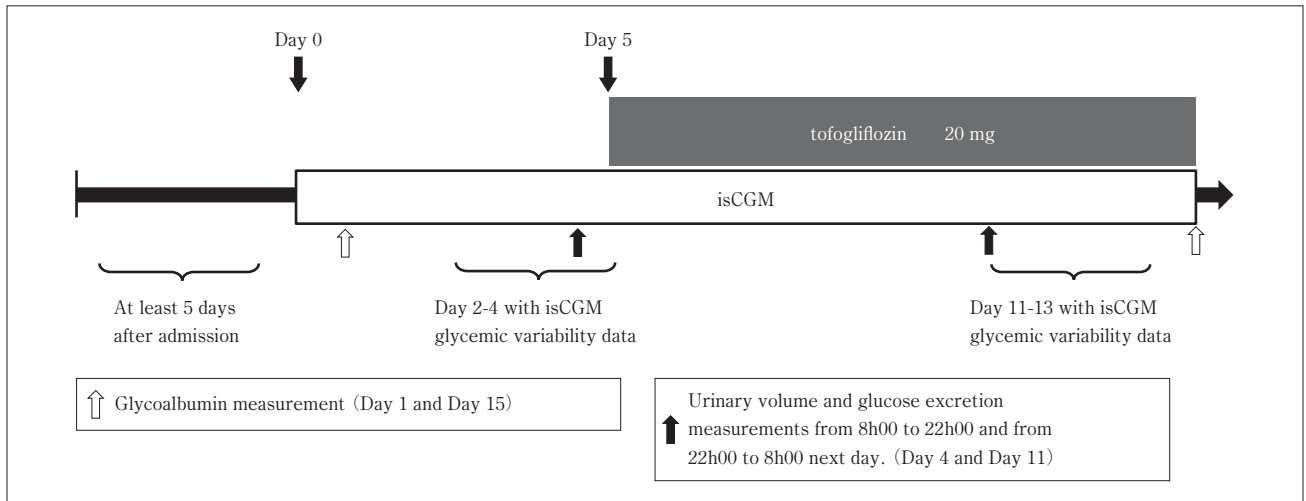 Day 0
Day 5
tofogliflozin 20 mg
isCGM
At least 5 days
after admission
Day 2-4 with isCGM
glycemic variability data
Day 11-13 with isCGM
glycemic variability data
Glycoalbumin measurement (Day 1 and Day 15)
Urinary volume and glucose excretion
measurements from 8h00 to 22h00 and from
22h00 to 8h00 next day. (Day 4 and Day 11)